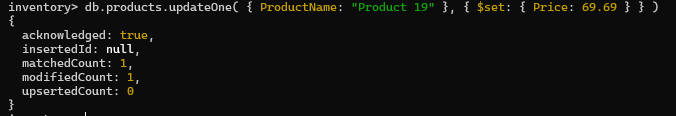 inventory> db.products.updateOne( { ProductName: "Product 19" }, { $set: { Price: 69.69 } } )
{
  acknowledged: true,
  insertedId: null,
  matchedCount: 1,
  modifiedCount: 1,
  upsertedCount: 0
}